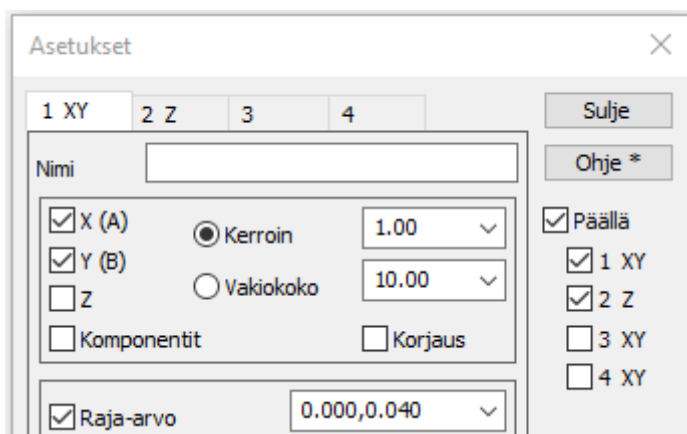 Asetukset
1 XY 2 Z 3 4 Sulje
Nimi Ohje *
X (A) Kerroin 1.00 Päällä
Y (B) 1 XY
Z Vakiokoko 10.00 2 Z
Komponentit Korjaus 3 XY
4 XY
Raja-arvo 0.000,0.040